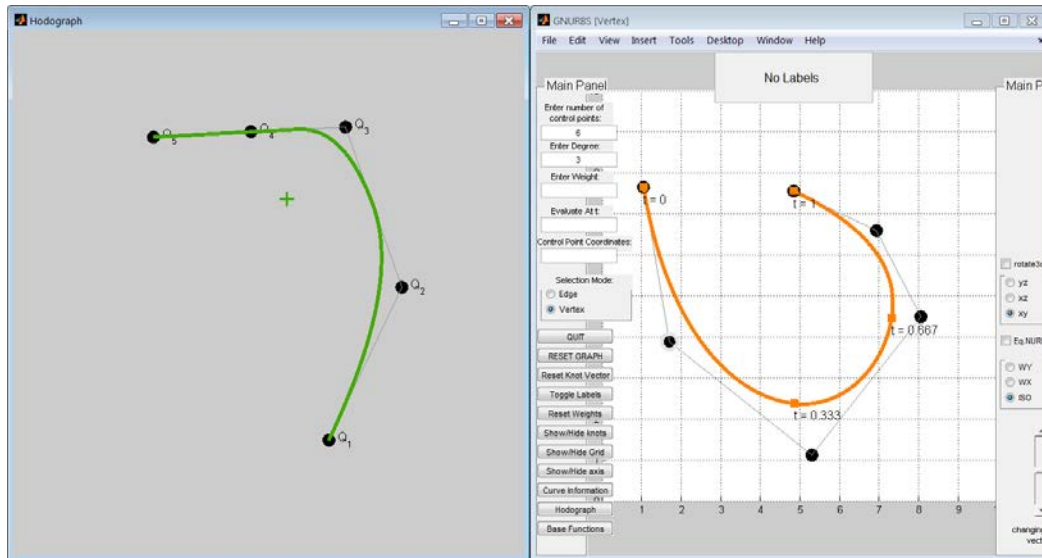 Hodograph
Q5
Q4
Q3
Q2
Q1
GNURBS [Vertex]
File Edit View Insert Tools Desktop Window Help
No Labels
Main Panel
Enter number of
control points:
6
Enter Degree:
3
Enter Weight:
Evaluate At t:
Control Point Coordinates:
Selection Mode:
Edge
Vertex
QUIT
RESET GRAPH
Reset Knot Vector
Toggle Labels
Reset Weights
Show/Hide knots
Show/Hide Grid
Show/Hide axis
Curve Information
Hodograph
Base Functions
t = 0
t = 1
t = 0.667
t = 0.333
1 2 3 4 5 6 7 8 9
Main P
rotate3d
yz
xz
xy
Eq.NURB
WY
WX
ISO
changing
vect